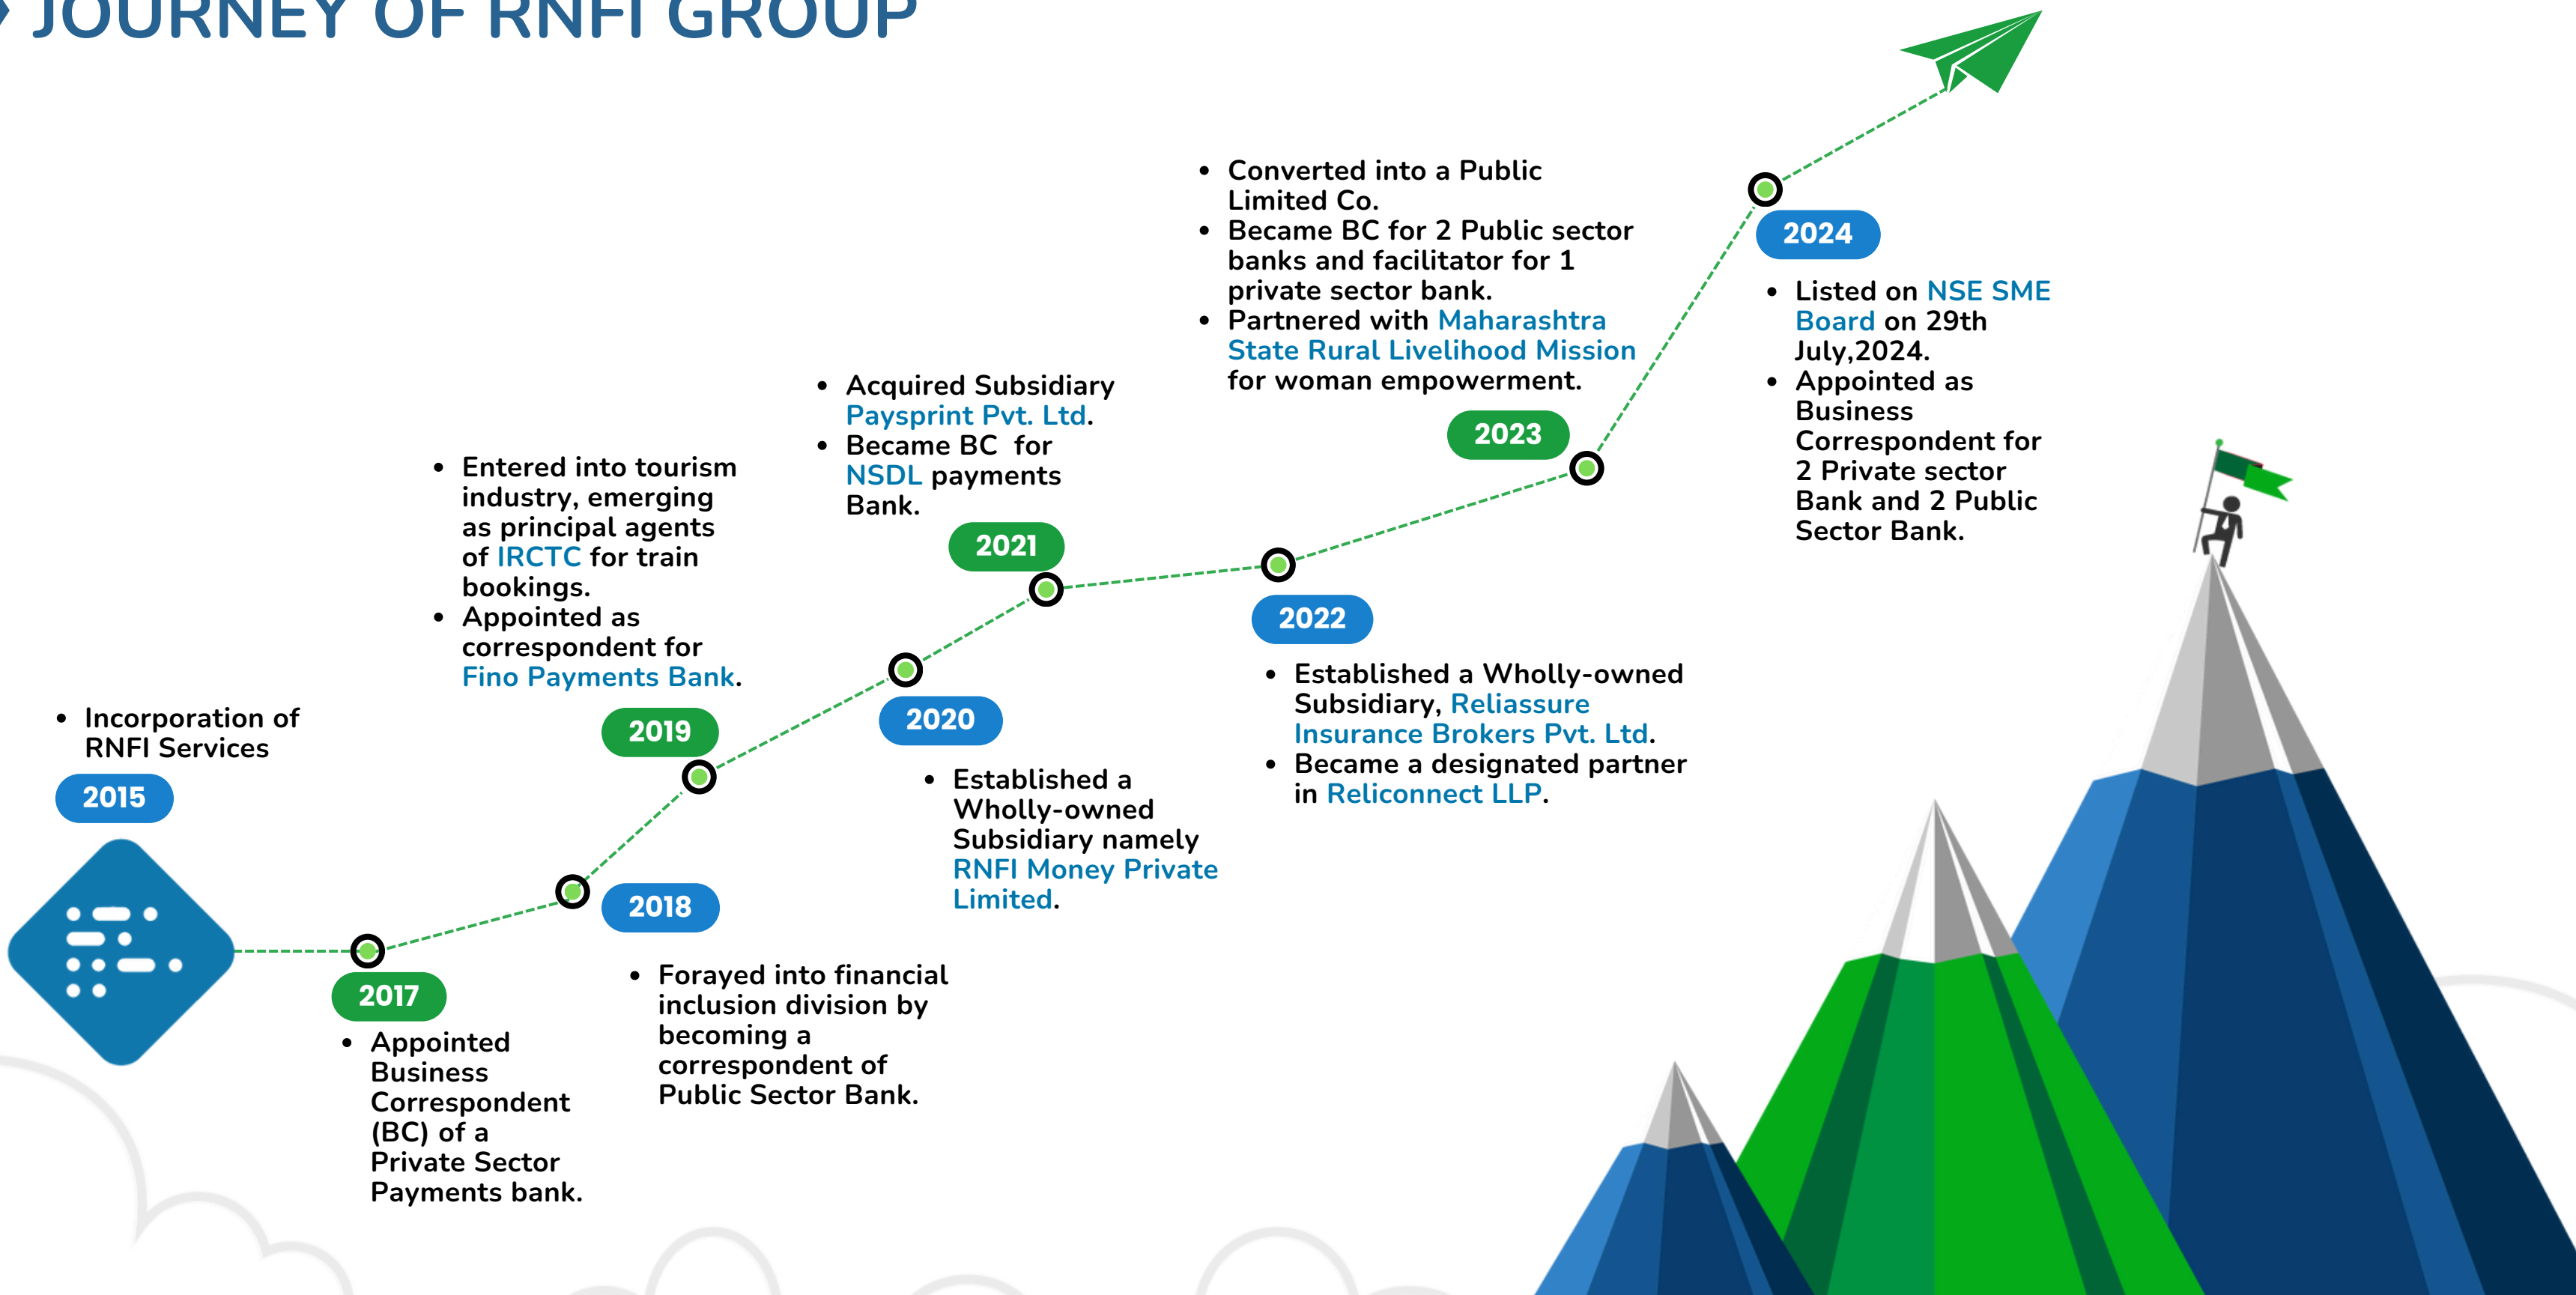 JOURNEY OF RNFI GROUP
Incorporation of
RNFI Services
2015
2017
Appointed
Business
Correspondent
(BC) of a
Private Sector
Payments bank.
2018
Forayed into financial
inclusion division by
becoming a
correspondent of
Public Sector Bank.
Entered into tourism
industry, emerging
as principal agents
of IRCTC for train
bookings.
Appointed as
correspondent for
Fino Payments Bank.
2019
2020
Established a
Wholly-owned
Subsidiary namely
RNFI Money Private
Limited.
Acquired Subsidiary
Paysprint Pvt. Ltd.
Became BC  for
NSDL payments
Bank.
2021
2022
Established a Wholly-owned
Subsidiary, Reliassure
Insurance Brokers Pvt. Ltd.
Became a designated partner
in Reliconnect LLP.
Converted into a Public
Limited Co.
Became BC for 2 Public sector
banks and facilitator for 1
private sector bank.
Partnered with Maharashtra
State Rural Livelihood Mission
for woman empowerment.
2023
2024
Listed on NSE SME
Board on 29th
July,2024.
Appointed as
Business
Correspondent for
2 Private sector
Bank and 2 Public
Sector Bank.